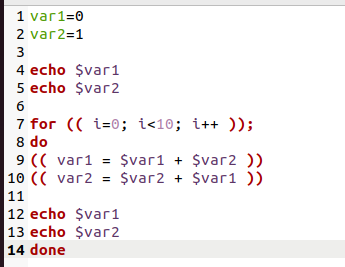 1 var1=0
2 var2=1
3
4 echo $var1
5 echo $var2
6
7 for (( i=0; i<10; i++ ));
8 do
9 (( var1 = $var1 + $var2 ))
10 (( var2 = $var2 + $var1 ))
11
12 echo $var1
13 echo $var2
14 done